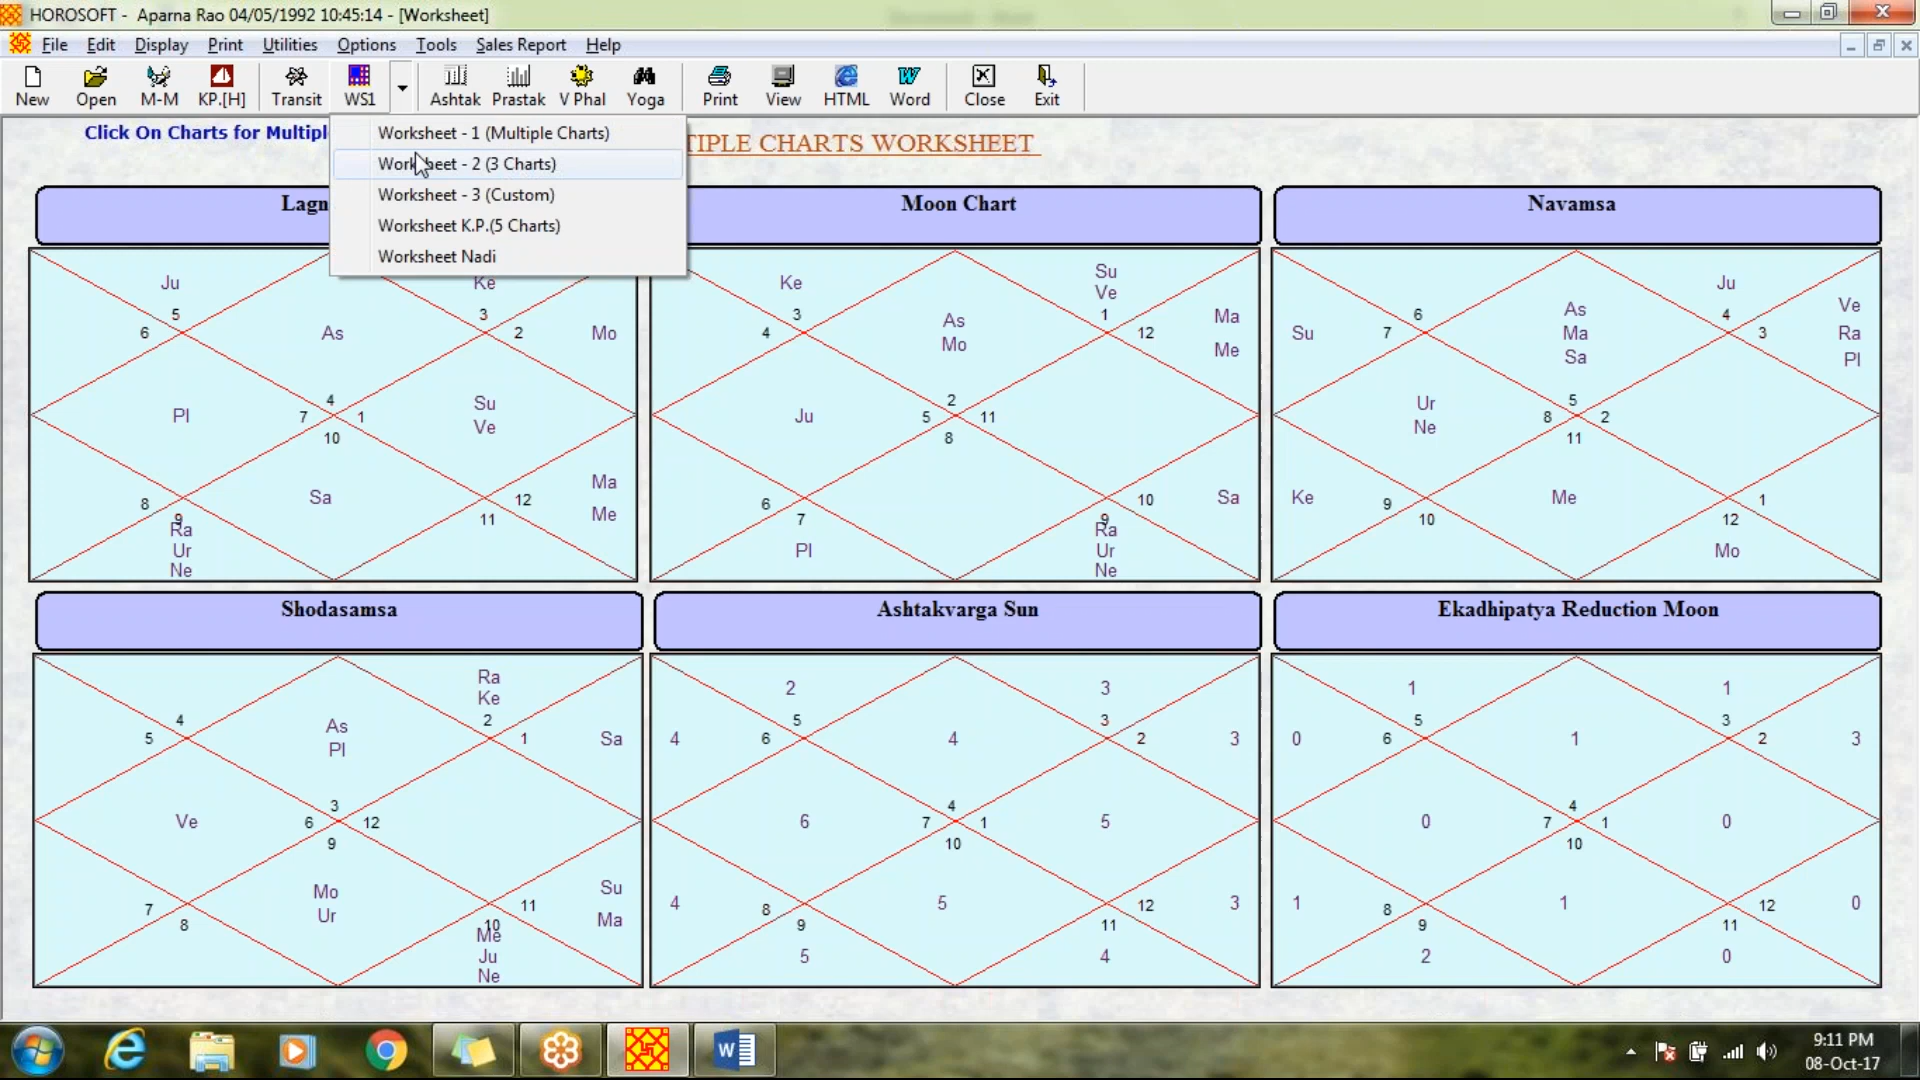 HOROSOFT - Aparna Rao 04/05/1992 10:45:14 - [Worksheet]
File Edit Display Print Utilities Options Tools Sales Report Help
New Open M-M KP.[H] Transit WS1 Ashtak Prastak V Phal Yoga Print View HTML Word Close Exit
Click On Charts for Multipl
TIPLE CHARTS WORKSHEET
Worksheet - 1 (Multiple Charts)
Worksheet - 2 (3 Charts)
Worksheet - 3 (Custom)
Worksheet K.P.(5 Charts)
Worksheet Nadi
Lagn
Ju
Ke
5
3
6
As
2
Mo
4
Pl
7
1
Su
Ve
10
8
9
Sa
12
11
Ma
Me
Ra
Ur
Ne
Moon Chart
Ke
Su
Ve
3
1
4
As
Mo
12
Ma
Me
2
Ju
5
11
8
6
7
10
9
Sa
Pl
Ra
Ur
Ne
Navamsa
Ju
6
4
Su
7
As
Ma
Sa
3
Ve
Ra
Pl
Ur
Ne
5
8
2
11
Ke
9
10
Me
1
12
Mo
Shodasamsa
Ra
Ke
4
2
5
As
Pl
1
Sa
3
Ve
6
12
9
7
8
Mo
Ur
11
10
Su
Ma
Me
Ju
Ne
Ashtakvarga Sun
2
3
5
3
4
6
4
2
3
4
6
7
1
5
10
4
8
9
5
12
11
3
5
4
Ekadhipatya Reduction Moon
1
1
5
3
0
6
1
2
3
4
0
7
1
0
10
1
8
9
1
12
11
0
2
0
9:11 PM
08-Oct-17